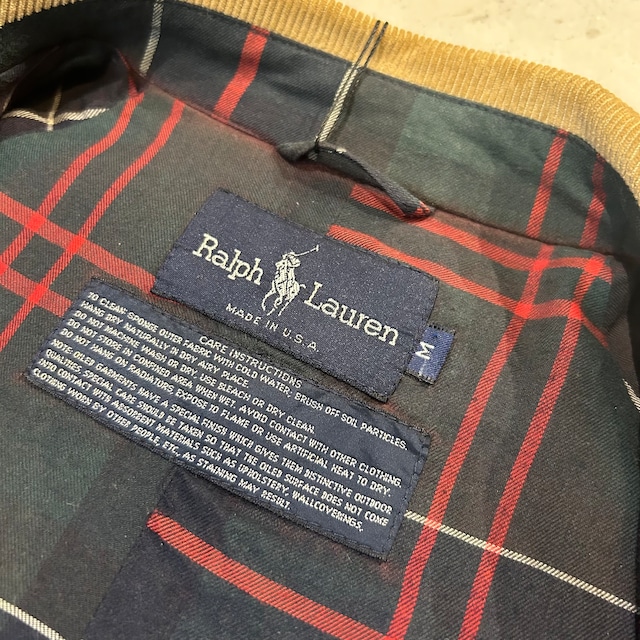 Ralph Lauren
MADE IN U.S.A.
M
CARE INSTRUCTIONS
TO CLEAN SPONGE OUTER FABRIC WITH COLD WATER; BRUSH OFF SOIL PARTICLES.
HANG DRY NATURALLY IN DRY AIRY PLACE.
DO NOT MACHINE WASH OR DRY, USE BLEACH OR DRY CLEAN.
DO NOT STORE IN CONFINED AREA WHEN WET. AVOID CONTACT WITH OTHER CLOTHING.
DO NOT HANG ON RADIATORS, EXPOSE TO FLAME OR USE ARTIFICIAL HEAT TO DRY.
NOTE: OILED GARMENTS HAVE A SPECIAL FINISH WHICH GIVES THEM DISTINCTIVE OUTDOOR
QUALITIES. SPECIAL CARE SHOULD BE TAKEN SO THAT THE OILED SURFACE DOES NOT COME
INTO CONTACT WITH ABSORBENT MATERIALS SUCH AS UPHOLSTERY, WALLCOVERINGS,
CLOTHING WORN BY OTHER PEOPLE, ETC. AS STAINING MAY RESULT.